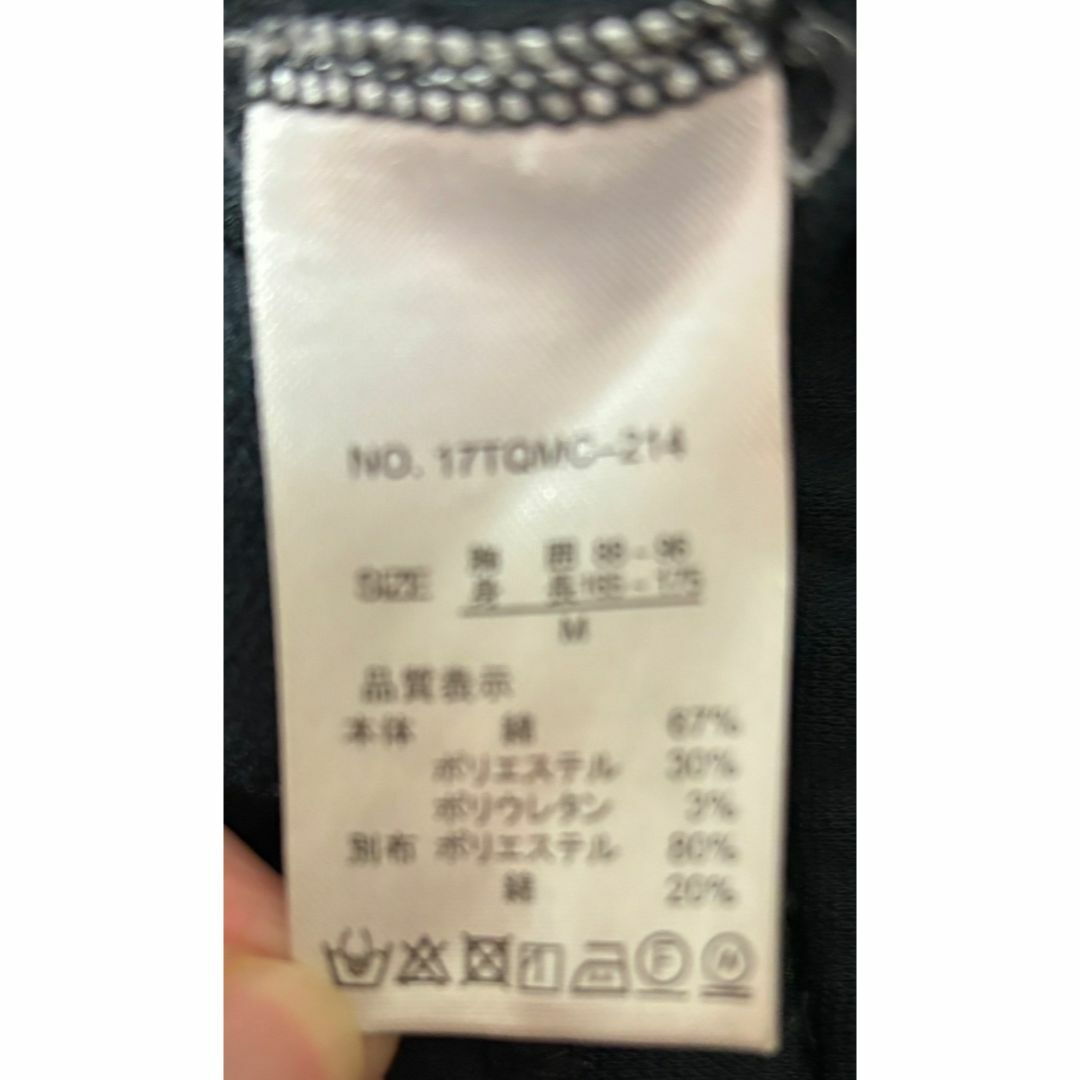 NO. 17TQMC-214
胸 囲 88 - 96
SIZE
身 長 165 - 175
M
品質表示
本体 綿 67%
ポリエステル 30%
ポリウレタン 3%
別布 ポリエステル 80%
綿 20%
F
W